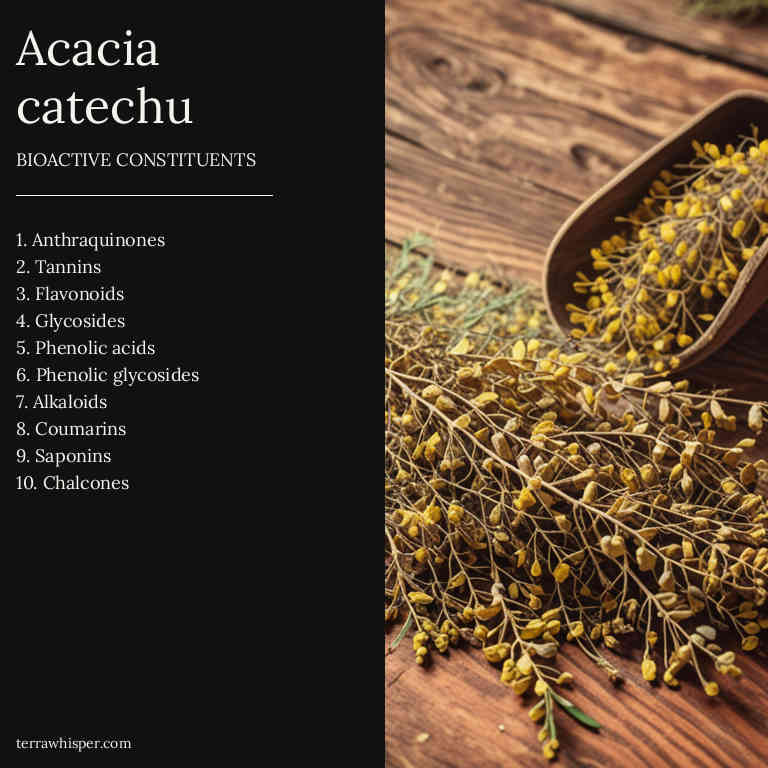 Acacia
catechu
BIOACTIVE CONSTITUENTS
1. Anthraquinones
2. Tannins
3. Flavonoids
4. Glycosides
5. Phenolic acids
6. Phenolic glycosides
7. Alkaloids
8. Coumarins
9. Saponins
10. Chalcones
terrawhisper.com